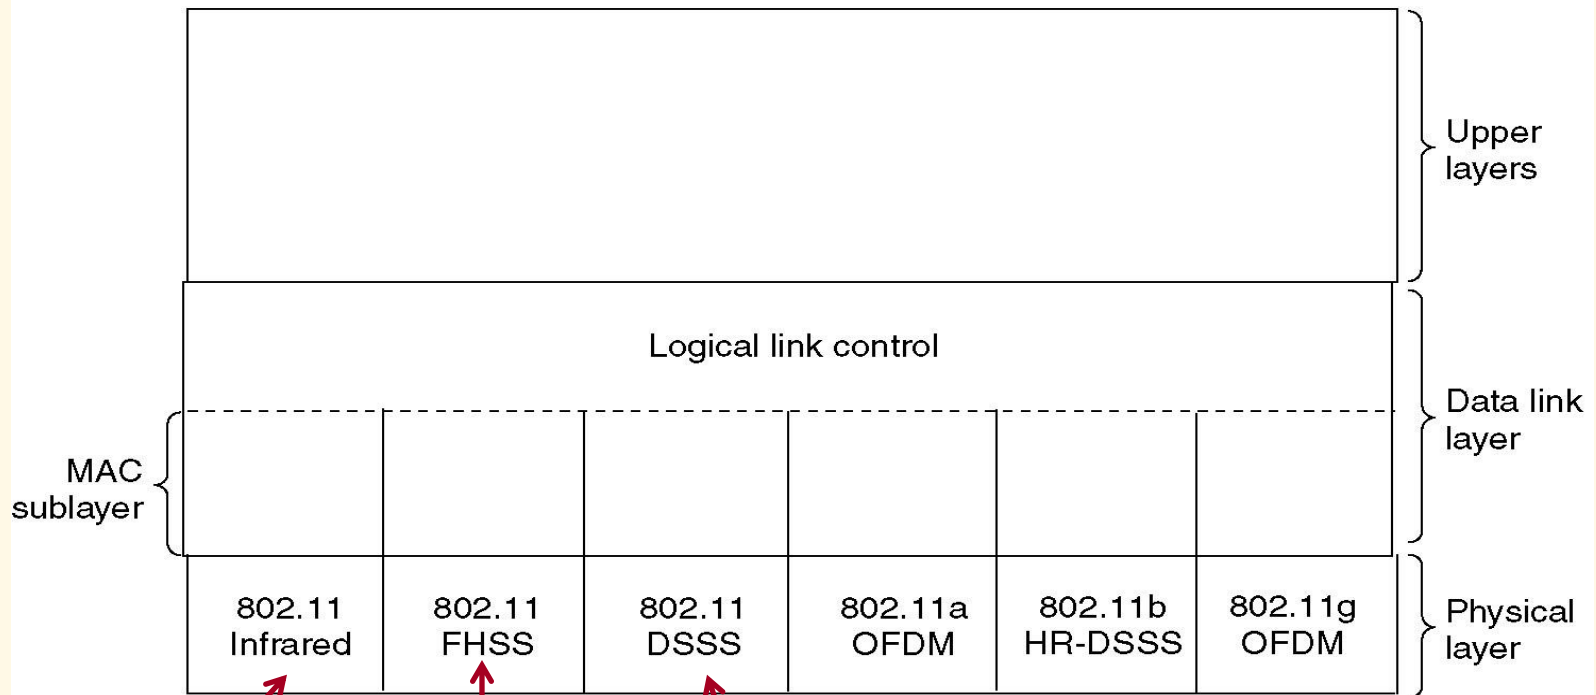 Upper
layers
Logical link control
Data link
layer
MAC
sublayer
802.11
Infrared
802.11
FHSS
802.11
DSSS
802.11a
OFDM
802.11b
HR-DSSS
802.11g
OFDM
Physical
layer